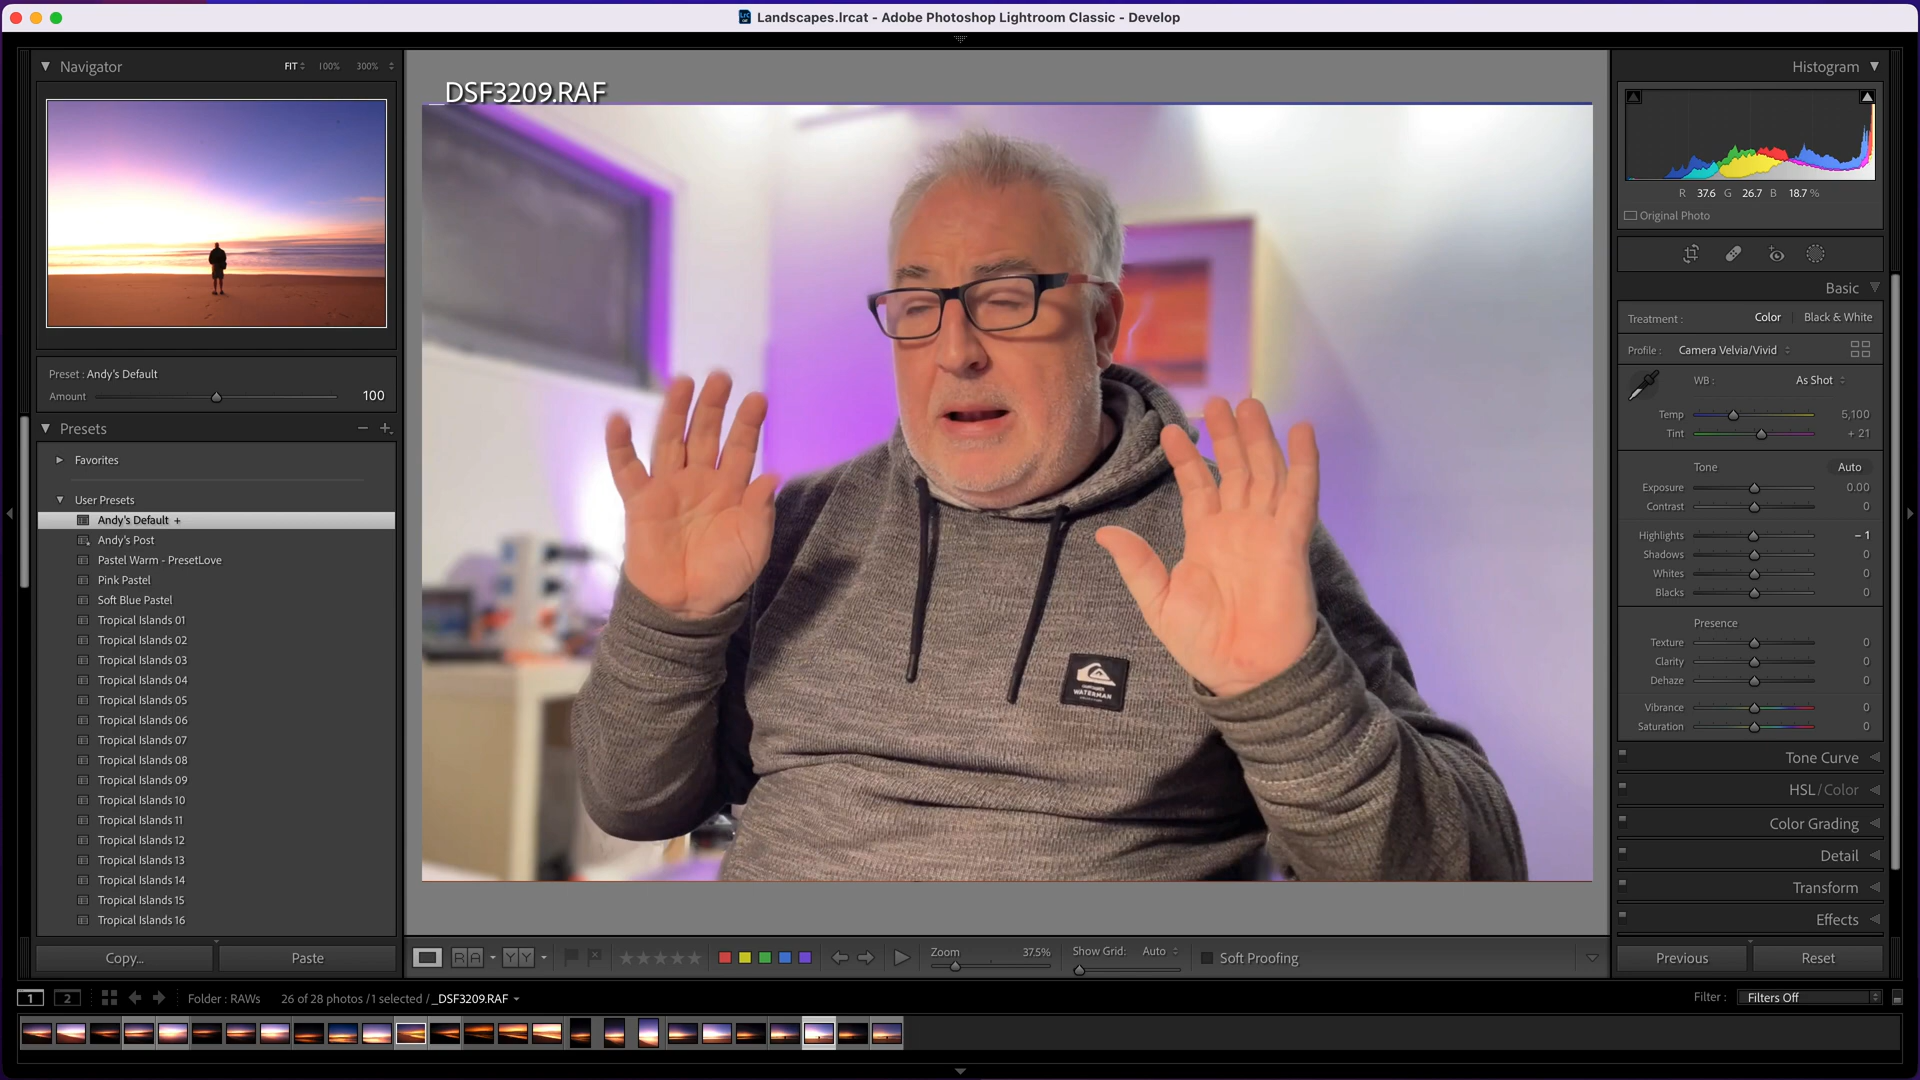 Landscapes.lrcat - Adobe Photoshop Lightroom Classic - Develop
Navigator
FIT 100% 300%
Preset : Andy's Default
Amount 100
Presets
Favorites
User Presets
Andy's Default +
Andy's Post
Pastel Warm - PresetLove
Pink Pastel
Soft Blue Pastel
Tropical Islands 01
Tropical Islands 02
Tropical Islands 03
Tropical Islands 04
Tropical Islands 05
Tropical Islands 06
Tropical Islands 07
Tropical Islands 08
Tropical Islands 09
Tropical Islands 10
Tropical Islands 11
Tropical Islands 12
Tropical Islands 13
Tropical Islands 14
Tropical Islands 15
Tropical Islands 16
Copy... Paste
_DSF3209.RAF
WATERMAN
RA YY
Zoom 37.5%
Show Grid: Auto
Soft Proofing
Histogram
R 37.6 G 26.7 B 18.7 %
Original Photo
Basic
Treatment : Color Black & White
Profile : Camera Velvia/Vivid
WB : As Shot
Temp 5,100
Tint + 21
Tone Auto
Exposure 0.00
Contrast 0
Highlights – 1
Shadows 0
Whites 0
Blacks 0
Presence
Texture 0
Clarity 0
Dehaze 0
Vibrance 0
Saturation 0
Tone Curve
HSL / Color
Color Grading
Detail
Transform
Effects
Previous Reset
1 2 Folder : RAWs 26 of 28 photos / 1 selected / _DSF3209.RAF
Filter : Filters Off